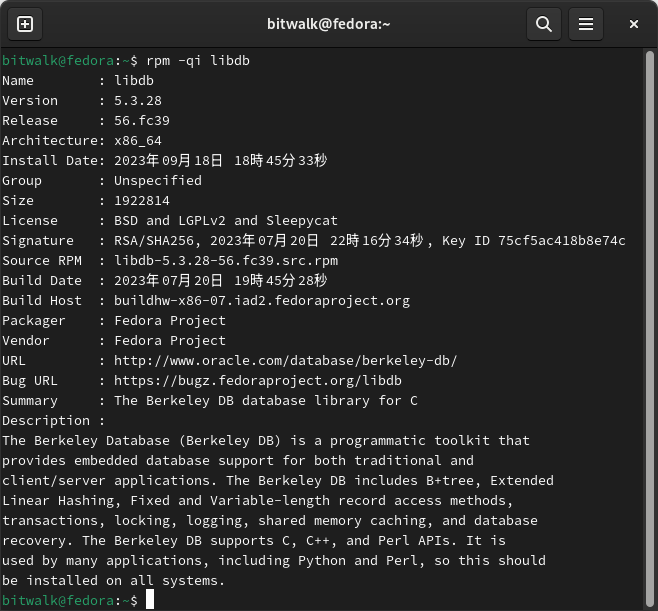 bitwalk@fedora:~
bitwalk@fedora:~$ rpm -qi libdb
Name        : libdb
Version     : 5.3.28
Release     : 56.fc39
Architecture: x86_64
Install Date: 2023年09月18日 18時45分33秒
Group       : Unspecified
Size        : 1922814
License     : BSD and LGPLv2 and Sleepycat
Signature   : RSA/SHA256, 2023年07月20日 22時16分34秒, Key ID 75cf5ac418b8e74c
Source RPM  : libdb-5.3.28-56.fc39.src.rpm
Build Date  : 2023年07月20日 19時45分28秒
Build Host  : buildhw-x86-07.iad2.fedoraproject.org
Packager    : Fedora Project
Vendor      : Fedora Project
URL         : http://www.oracle.com/database/berkeley-db/
Bug URL     : https://bugz.fedoraproject.org/libdb
Summary     : The Berkeley DB database library for C
Description :
The Berkeley Database (Berkeley DB) is a programmatic toolkit that
provides embedded database support for both traditional and
client/server applications. The Berkeley DB includes B+tree, Extended
Linear Hashing, Fixed and Variable-length record access methods,
transactions, locking, logging, shared memory caching, and database
recovery. The Berkeley DB supports C, C++, and Perl APIs. It is
used by many applications, including Python and Perl, so this should
be installed on all systems.
bitwalk@fedora:~$